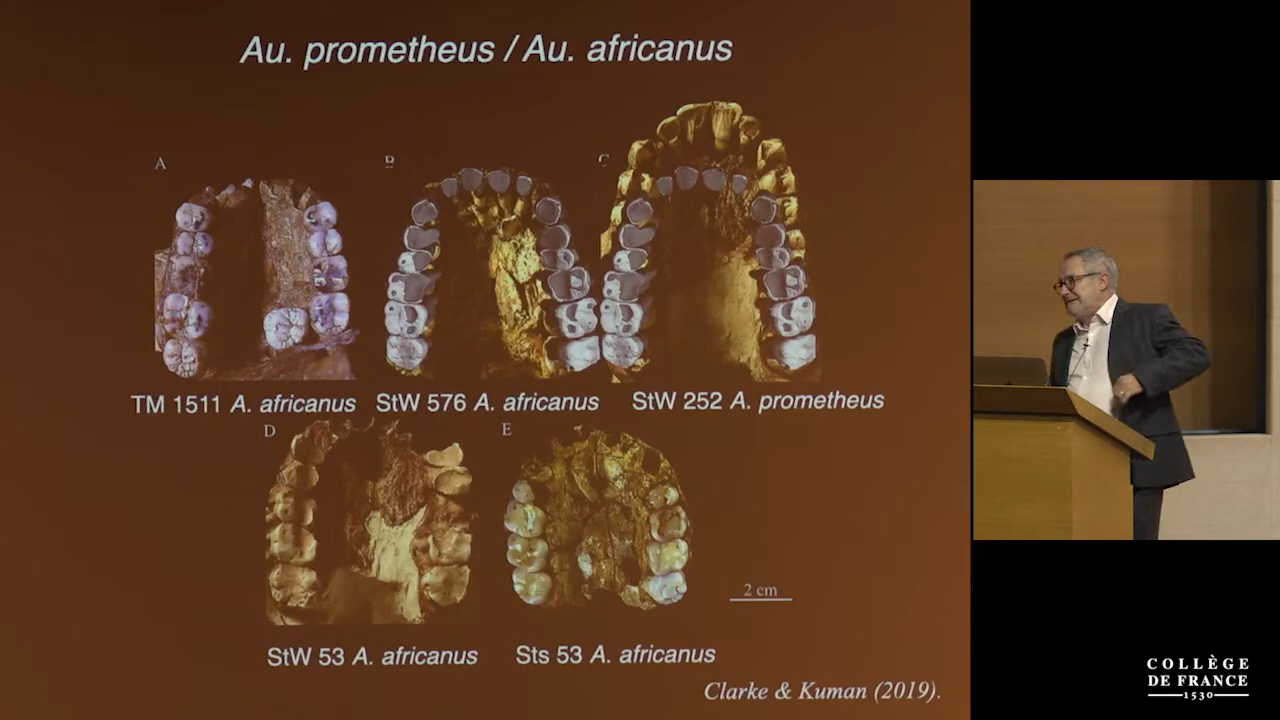 Au. prometheus / Au. africanus
A
B
C
TM 1511 A. africanus
StW 576 A. africanus
StW 252 A. prometheus
D
E
2 cm
StW 53 A. africanus
Sts 53 A. africanus
Clarke & Kuman (2019).
COLLÈGE
DE FRANCE
1530